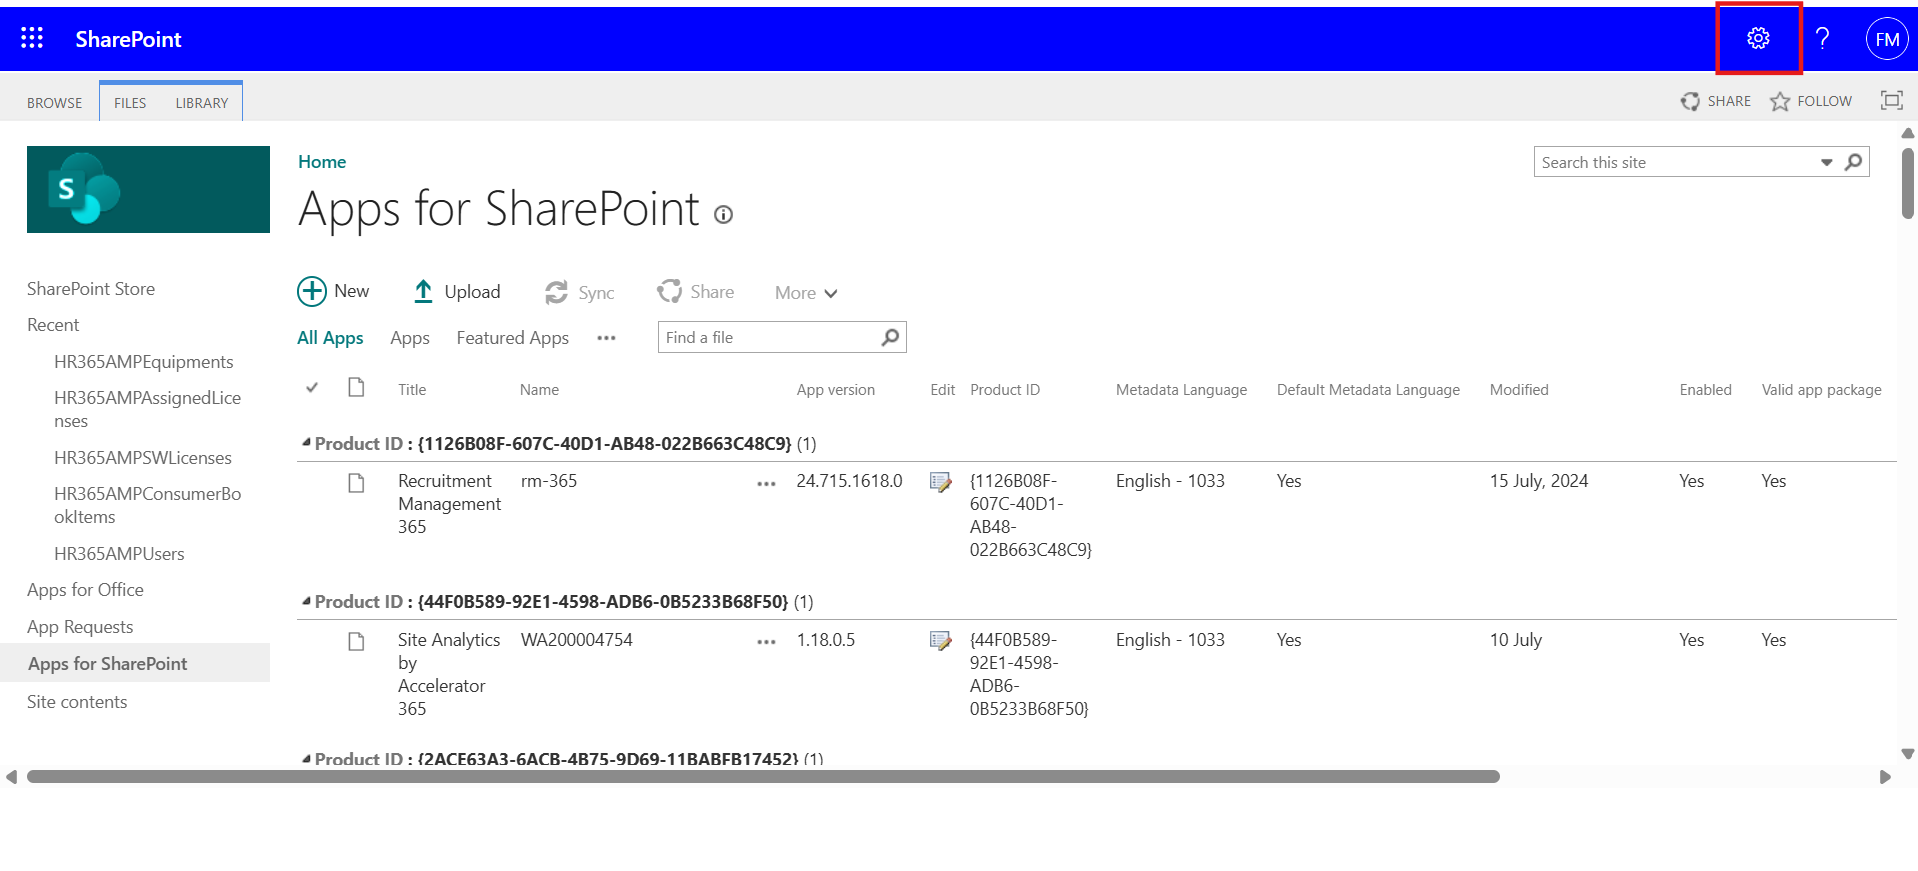 SharePoint
?
FM
BROWSE FILES LIBRARY
SHARE FOLLOW
S
Home
Search this site
Apps for SharePoint
SharePoint Store
Recent
HR365AMPEquipments
HR365AMPAssignedLice
nses
HR365AMPSWLicenses
HR365AMPConsumerBo
okItems
HR365AMPUsers
Apps for Office
App Requests
Apps for SharePoint
Site contents
New Upload Sync Share More
All Apps Apps Featured Apps ••• Find a file
Title Name App version Edit Product ID Metadata Language Default Metadata Language Modified Enabled Valid app package
Product ID : {1126B08F-607C-40D1-AB48-022B663C48C9} (1)
Recruitment rm-365 ••• 24.715.1618.0 {1126B08F- English - 1033 Yes 15 July, 2024 Yes Yes
Management 607C-40D1-
365 AB48-
022B663C48C9}
Product ID : {44F0B589-92E1-4598-ADB6-0B5233B68F50} (1)
Site Analytics WA200004754 ••• 1.18.0.5 {44F0B589- English - 1033 Yes 10 July Yes Yes
by 92E1-4598-
Accelerator ADB6-
365 0B5233B68F50}
Product ID : {2ACE63A3-6ACB-4B75-9D69-11BABFB17452} (1)